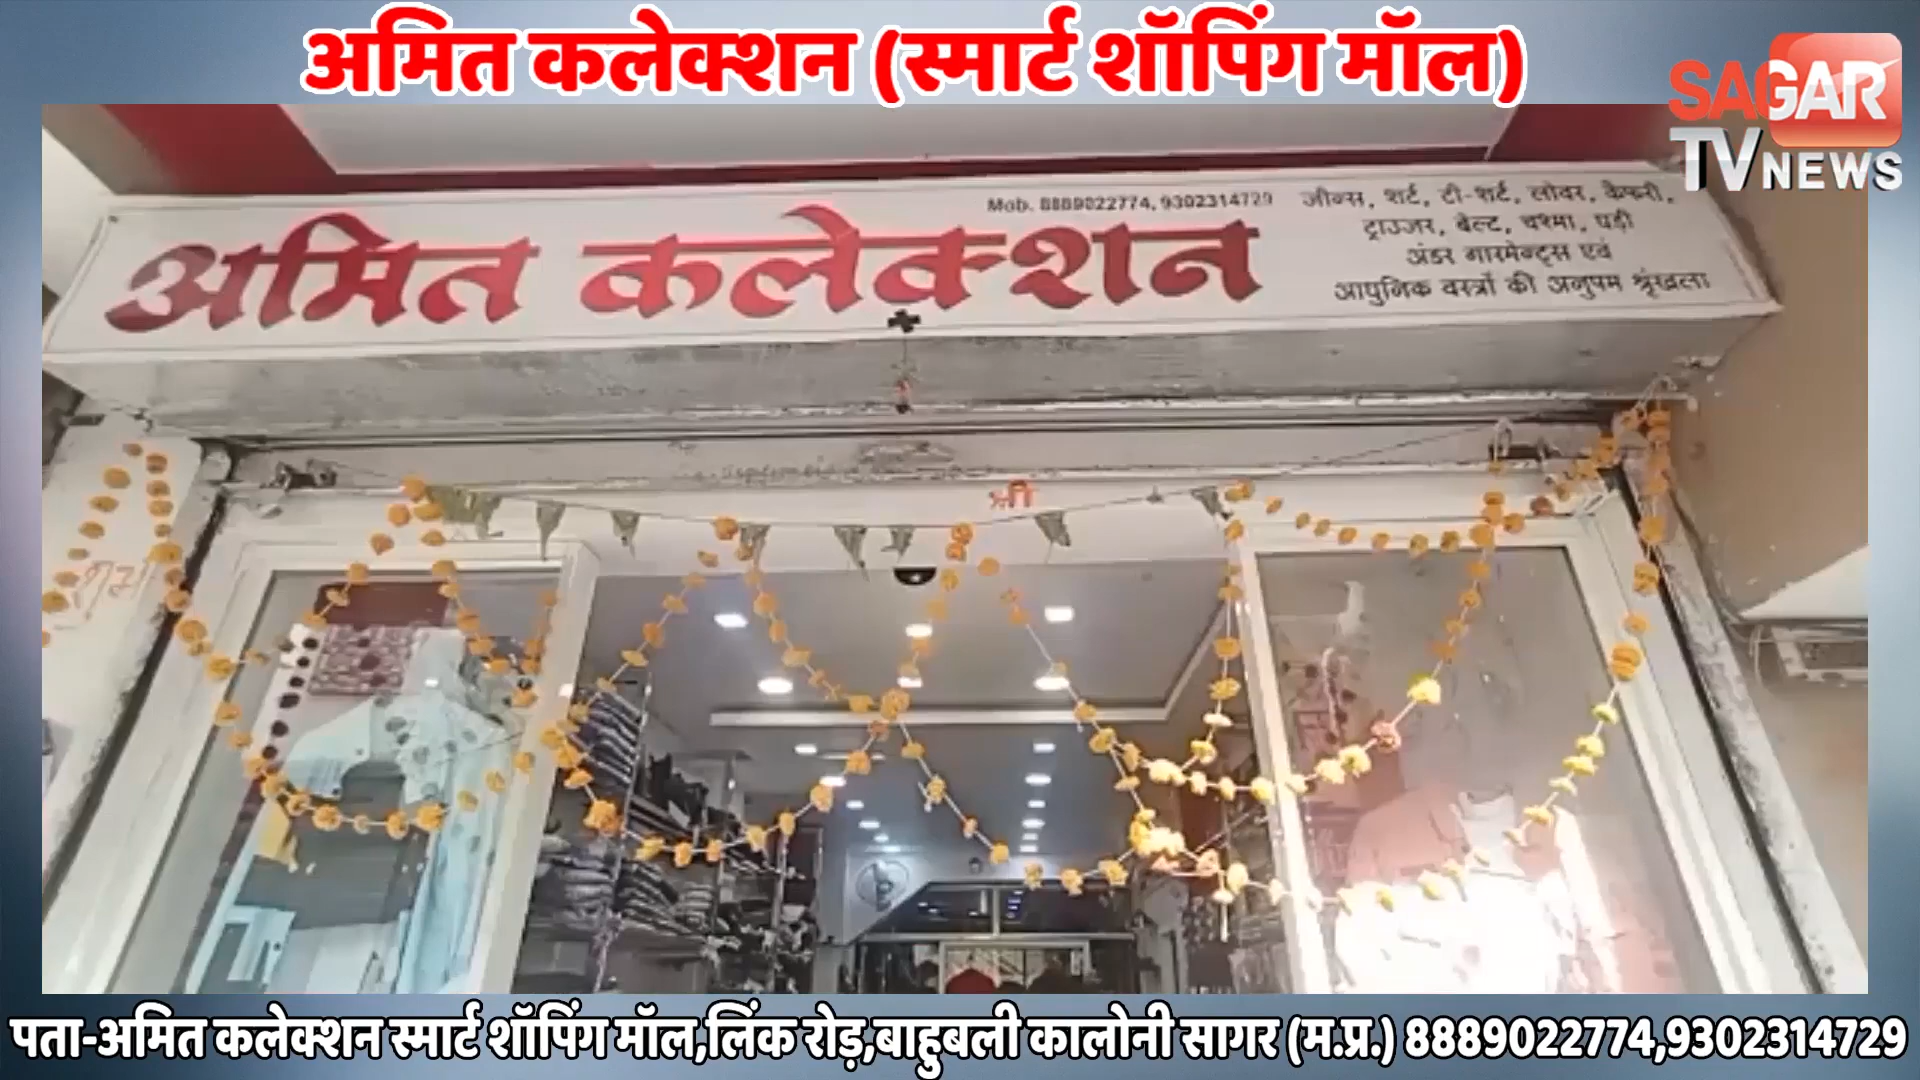 अमित कलेक्शन (स्मार्ट शॉपिंग मॉल)
SAGAR
TV NEWS
Mob. 8889022774, 9302314729
अमित कलेक्शन
जीन्स, शर्ट, टी-शर्ट, लोवर, कैफरी,
ट्राउजर, बेल्ट, चश्मा, घड़ी
अंडर गारमेन्ट्स एवं
आधुनिक वस्त्रों की अनुपम श्रृंखला
श्री
पता-अमित कलेक्शन स्मार्ट शॉपिंग मॉल,लिंक रोड़,बाहुबली कालोनी सागर (म.प्र.) 8889022774,9302314729